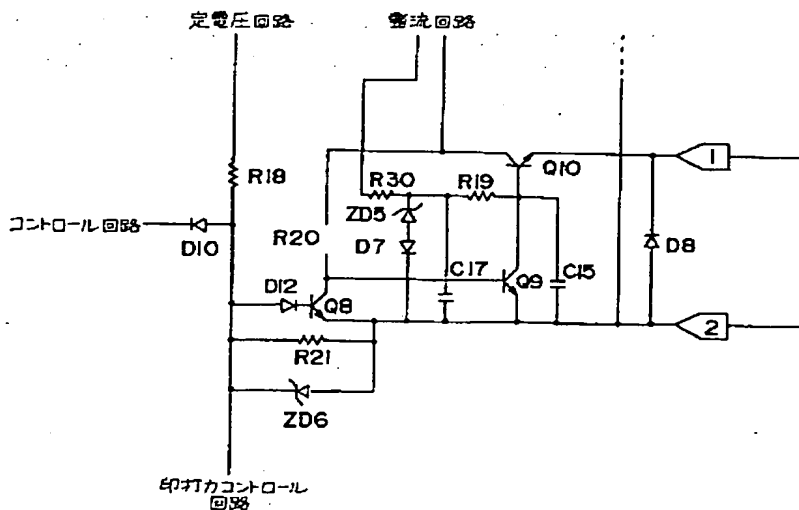 定電圧回路
整流回路
R18
1
Q10
R30
R19
ZD5
コントロール回路
D10
R20
D7
D8
C17
Q9
C15
D12
Q8
2
R21
ZD6
印打力コントロール
回路